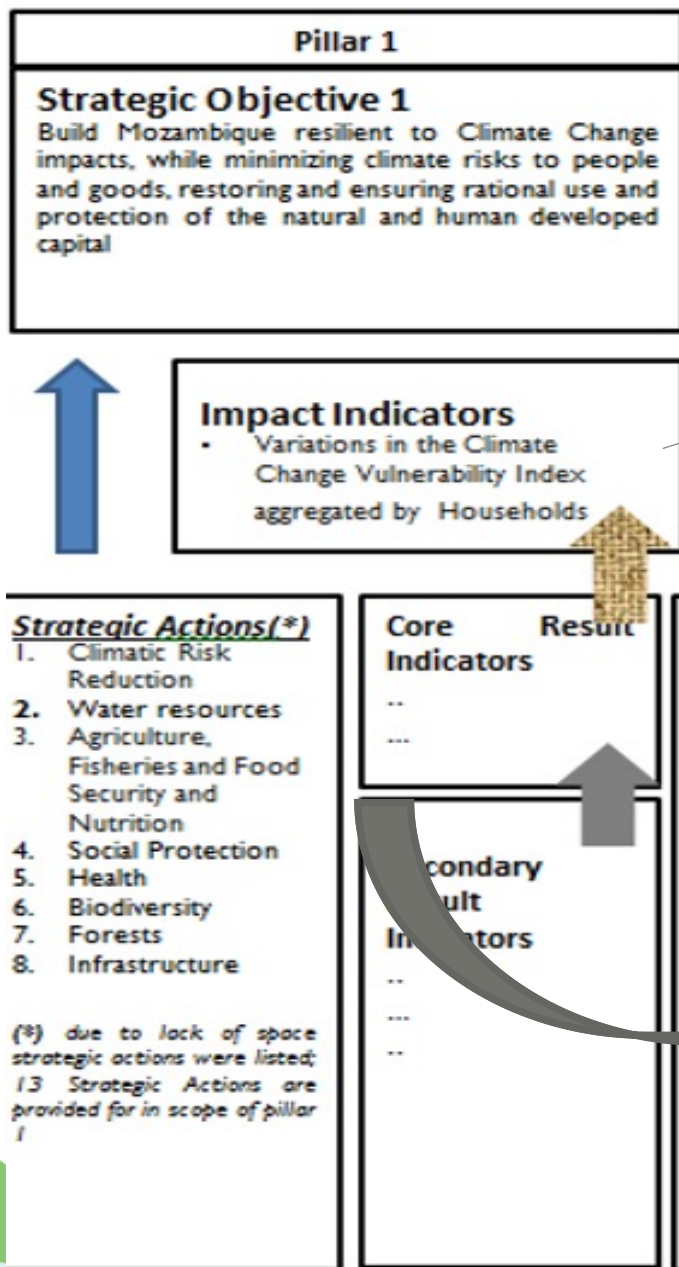 Pillar 1
Strategic Objective 1
Build Mozambique resilient to Climate Change
impacts, while minimizing climate risks to people
and goods, restoring and ensuring rational use and
protection of the natural and human developed
capital
Impact Indicators
• Variations in the Climate
Change Vulnerability Index
aggregated by Households
Strategic Actions(*)
1. Climatic Risk
Reduction
2. Water resources
3. Agriculture,
Fisheries and Food
Security and
Nutrition
4. Social Protection
5. Health
6. Biodiversity
7. Forests
8. Infrastructure
(*) due to lack of space
strategic actions were listed;
13 Strategic Actions are
provided for in scope of pillar
1
Core Result
Indicators
..
...
..
...
..